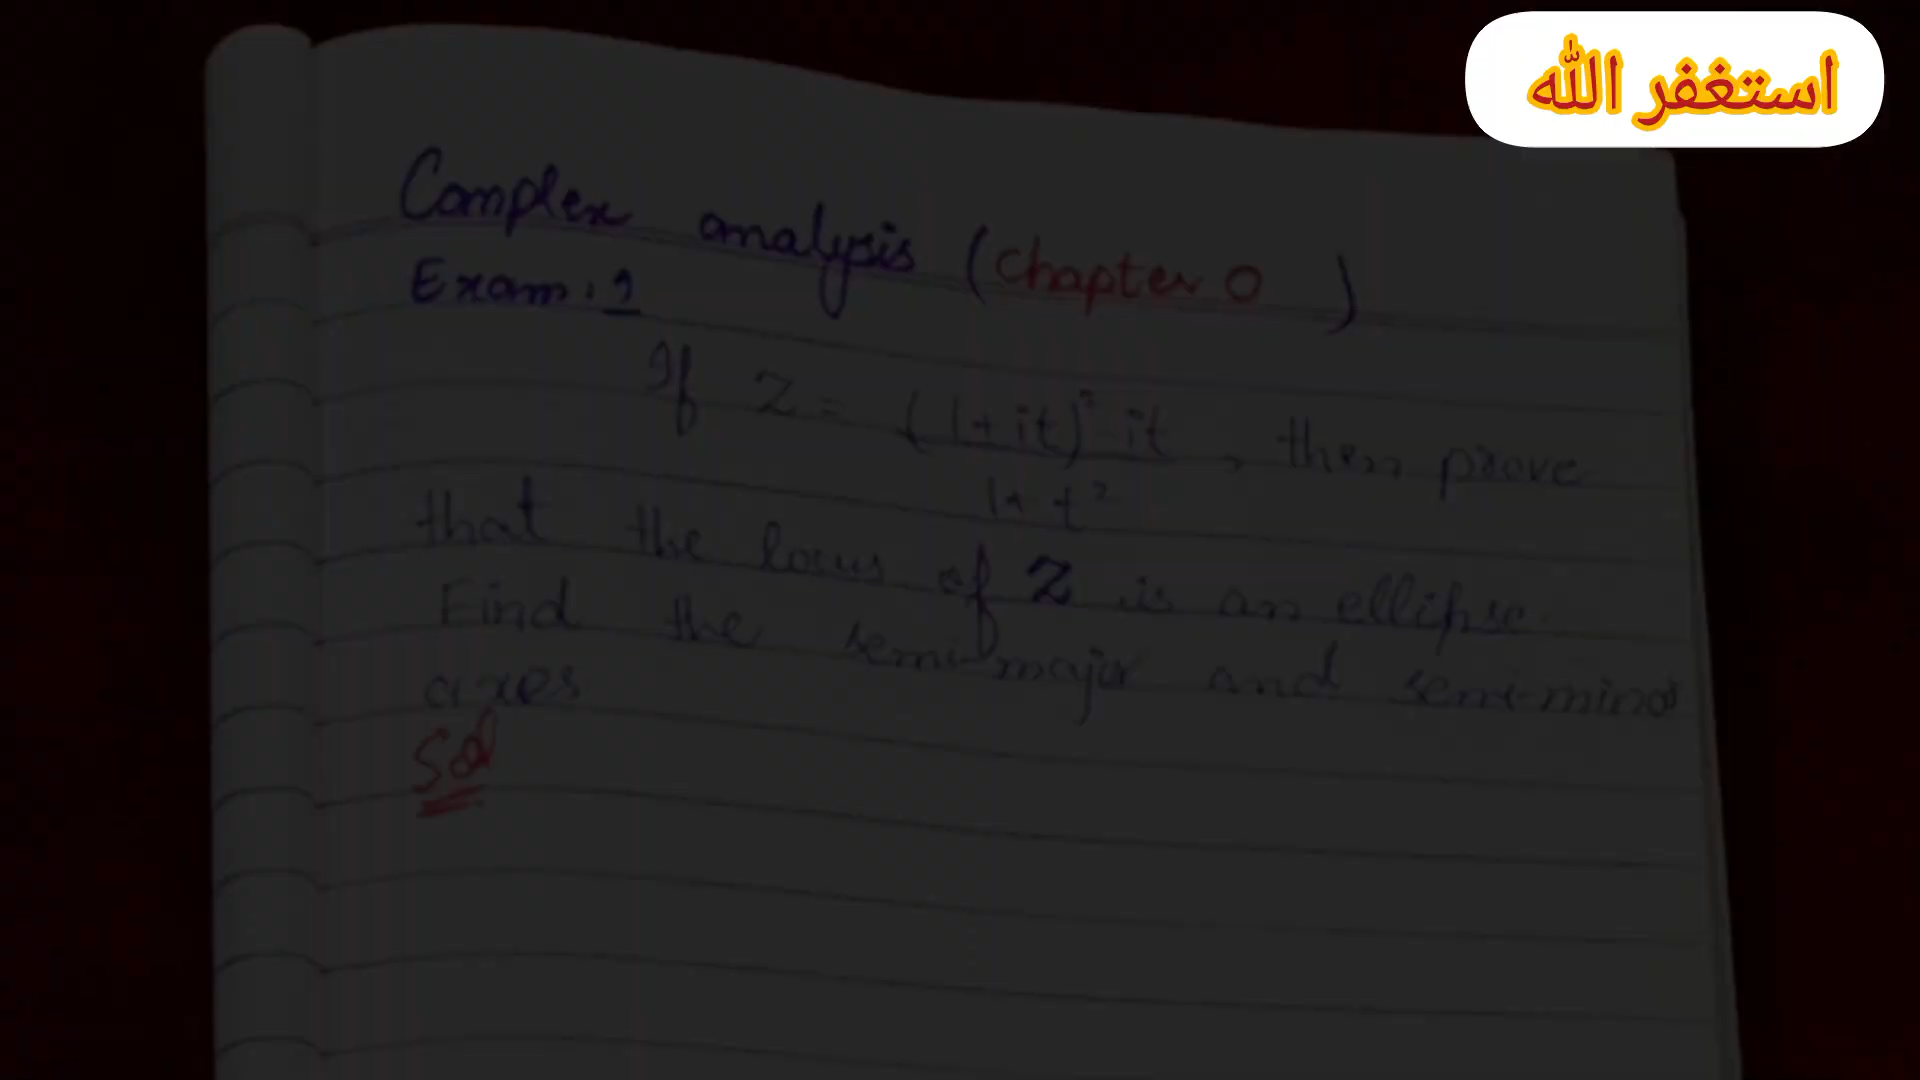 استغفر الله
Complex analysis (Chapter 0 )
Exam: 1
If Z = (1+it)² it , then prove
1+ t²
that the locus of Z is an ellipse.
Find the semi-major and semi-minor
axes
Sol